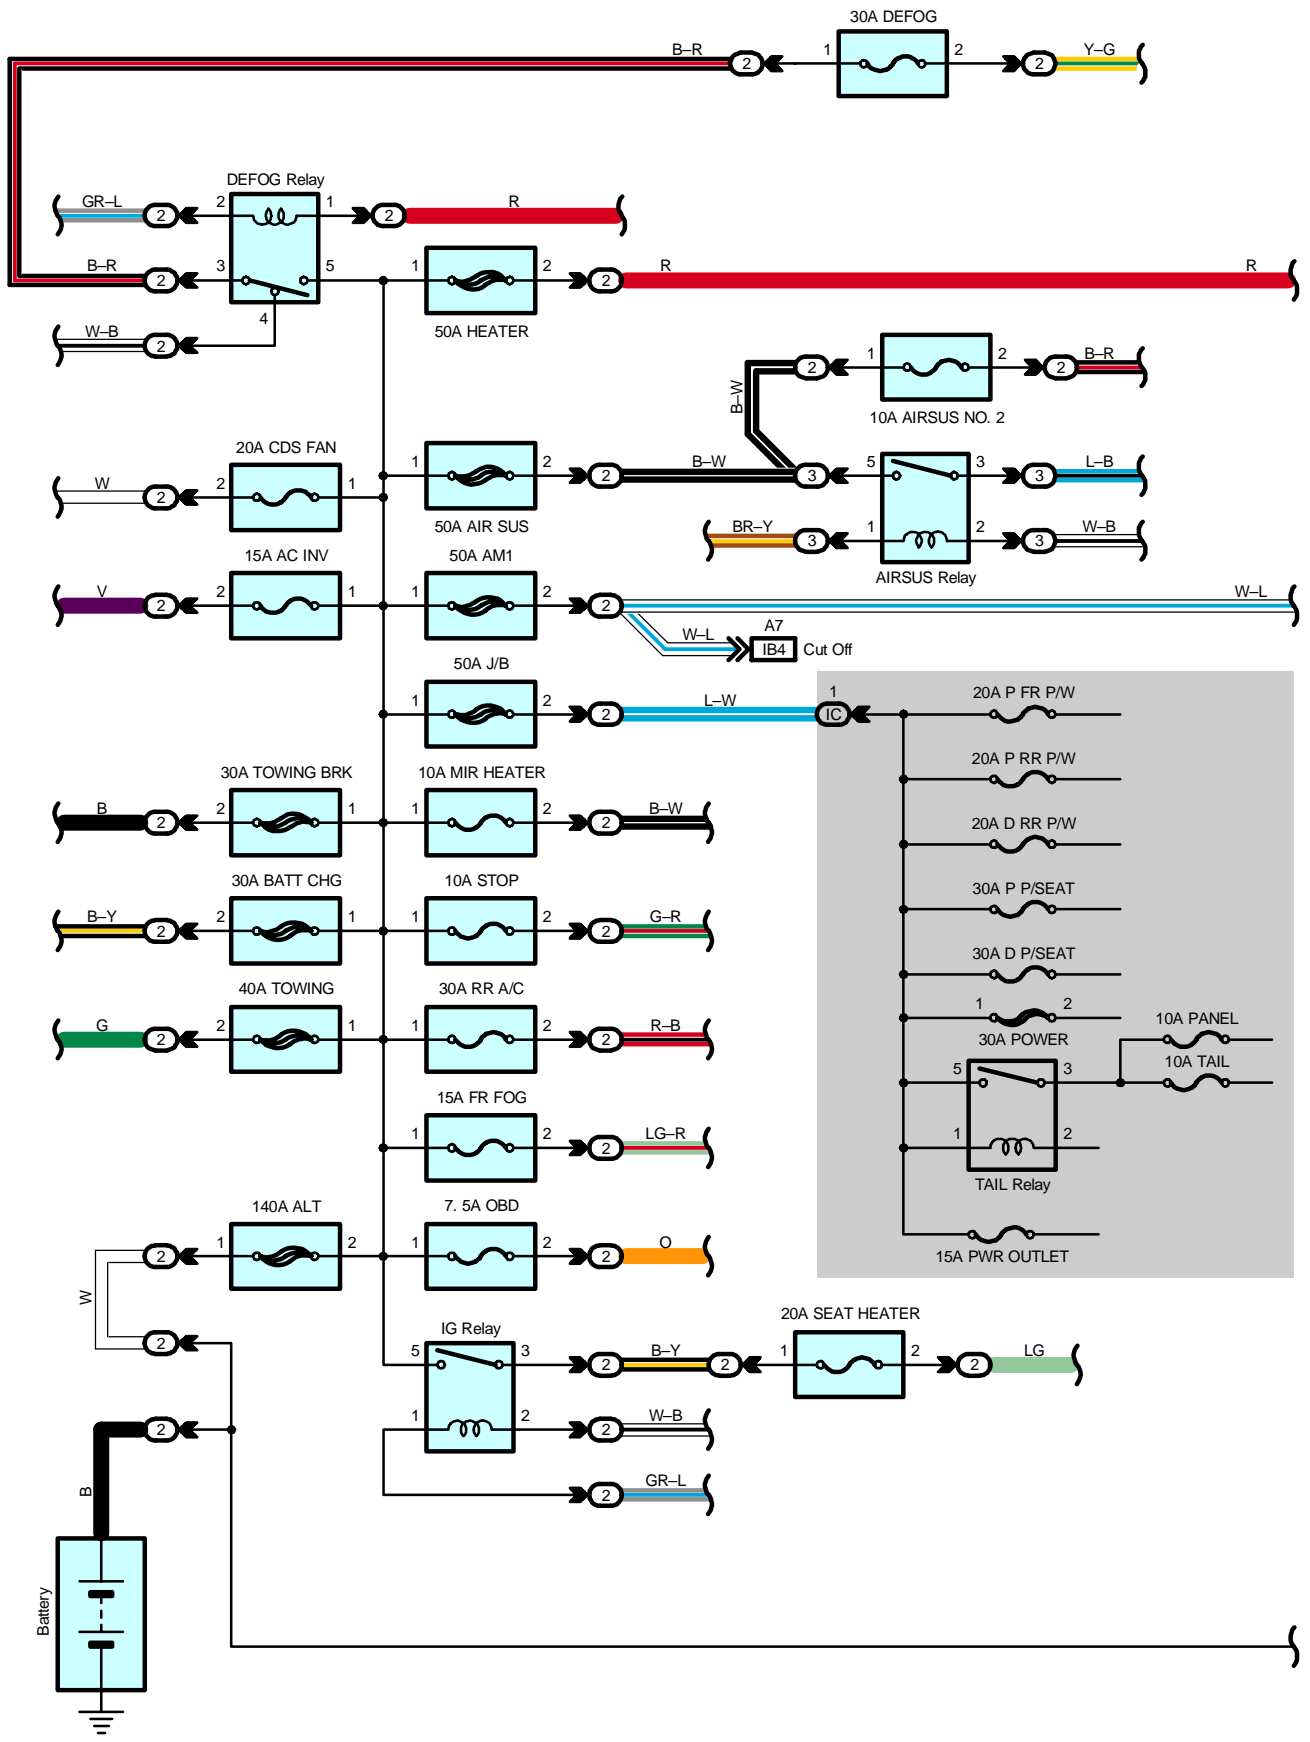 30A DEFOG
B–R 2 1 2 2 Y–G
DEFOG Relay
GR–L 2 2 1 2 R
B–R 2 3 5 1 2 2 R R
4
W–B 2
50A HEATER
2 1 2 2 B–R
B–W
10A AIRSUS NO. 2
20A CDS FAN
1 2 2 B–W 3 5 3 3 L–B
W 2 2 1
50A AIR SUS
BR–Y 3 1 2 3 W–B
15A AC INV 50A AM1
AIRSUS Relay
V 2 2 1 1 2 2 W–L
A7
W–L IB4 Cut Off
50A J/B
1 2 2 L–W 1 IC 20A P FR P/W
30A TOWING BRK 10A MIR HEATER 20A P RR P/W
B 2 2 1 1 2 2 B–W
20A D RR P/W
30A BATT CHG 10A STOP 30A P P/SEAT
B–Y 2 2 1 1 2 2 G–R
30A D P/SEAT
40A TOWING 30A RR A/C
1 2
10A PANEL
G 2 2 1 1 2 2 R–B 30A POWER
10A TAIL
5 3
15A FR FOG
1 2 2 LG–R 1 2
TAIL Relay
140A ALT 7. 5A OBD
2 1 2 1 2 2 O
15A PWR OUTLET
W
20A SEAT HEATER
IG Relay
2
5 3 2 B–Y 2 1 2 2 LG
2 1 2 2 W–B
B
2 GR–L
Battery